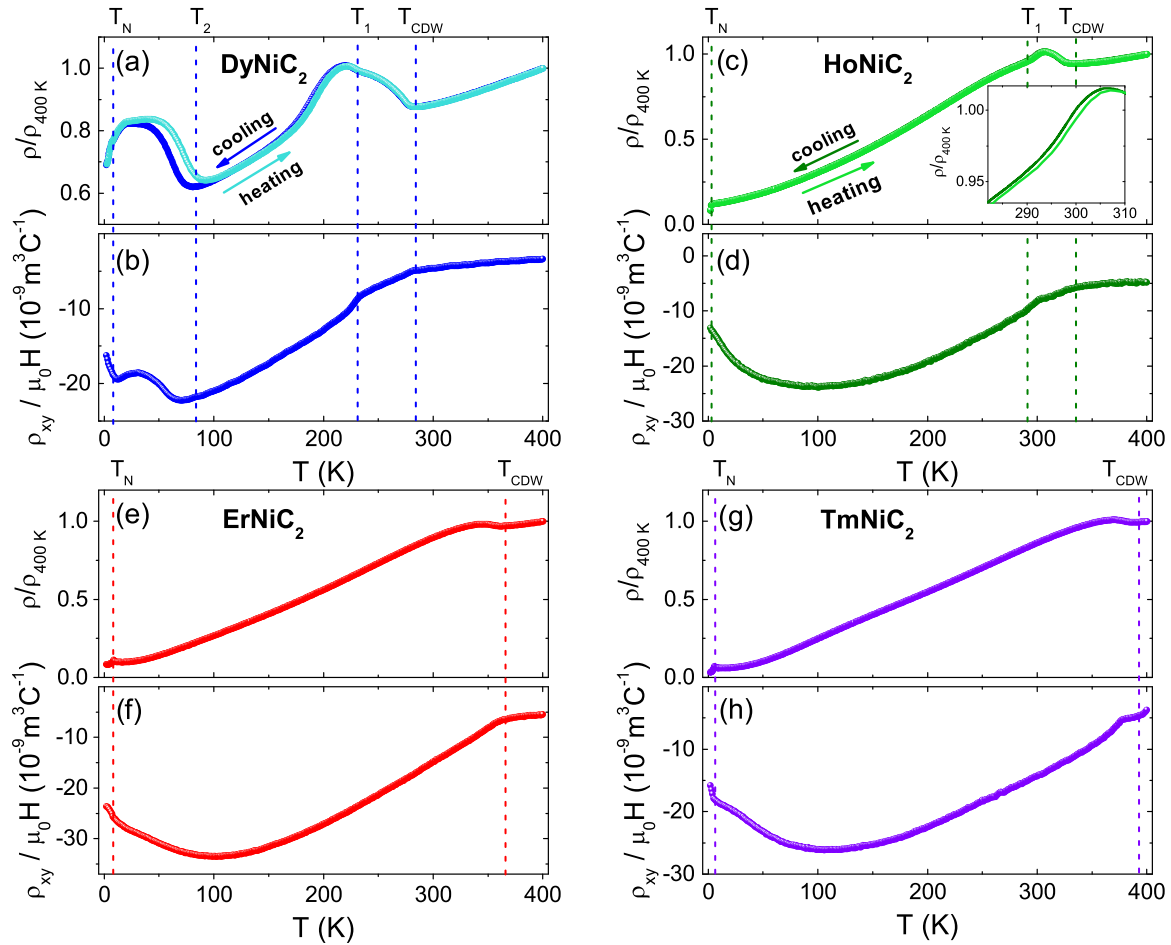 T_N T_2 T_1 T_CDW
(a) DyNiC_2
cooling
heating
ρ/ρ_400 K
1.0
0.8
0.6
(b)
ρ_xy / μ_0H (10^-9m^3C^-1)
-10
-20
0 100 200 300 400
T (K)
T_N T_1 T_CDW
(c) HoNiC_2
cooling
heating
ρ/ρ_400 K
1.0
0.5
0.0
ρ/ρ_400 K
1.00
0.95
290 300 310
(d)
ρ_xy / μ_0H (10^-9m^3C^-1)
0
-10
-20
-30
0 100 200 300 400
T (K)
T_N T_CDW
(e) ErNiC_2
ρ/ρ_400 K
1.0
0.5
0.0
(f)
ρ_xy / μ_0H (10^-9m^3C^-1)
-10
-20
-30
0 100 200 300 400
T (K)
T_N T_CDW
(g) TmNiC_2
ρ/ρ_400 K
1.0
0.5
0.0
(h)
ρ_xy / μ_0H (10^-9m^3C^-1)
-10
-20
-30
0 100 200 300 400
T (K)